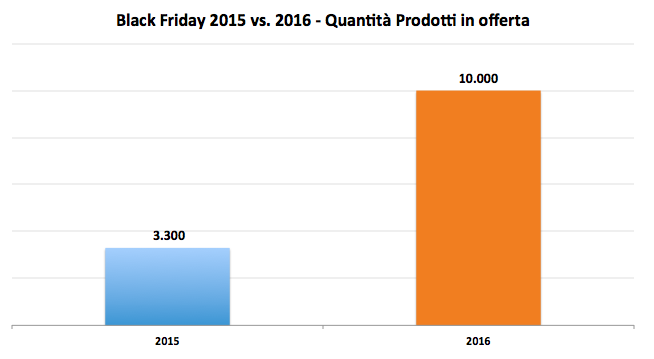 Black Friday 2015 vs. 2016 - Quantità Prodotti in offerta
10.000
3.300
2015
2016